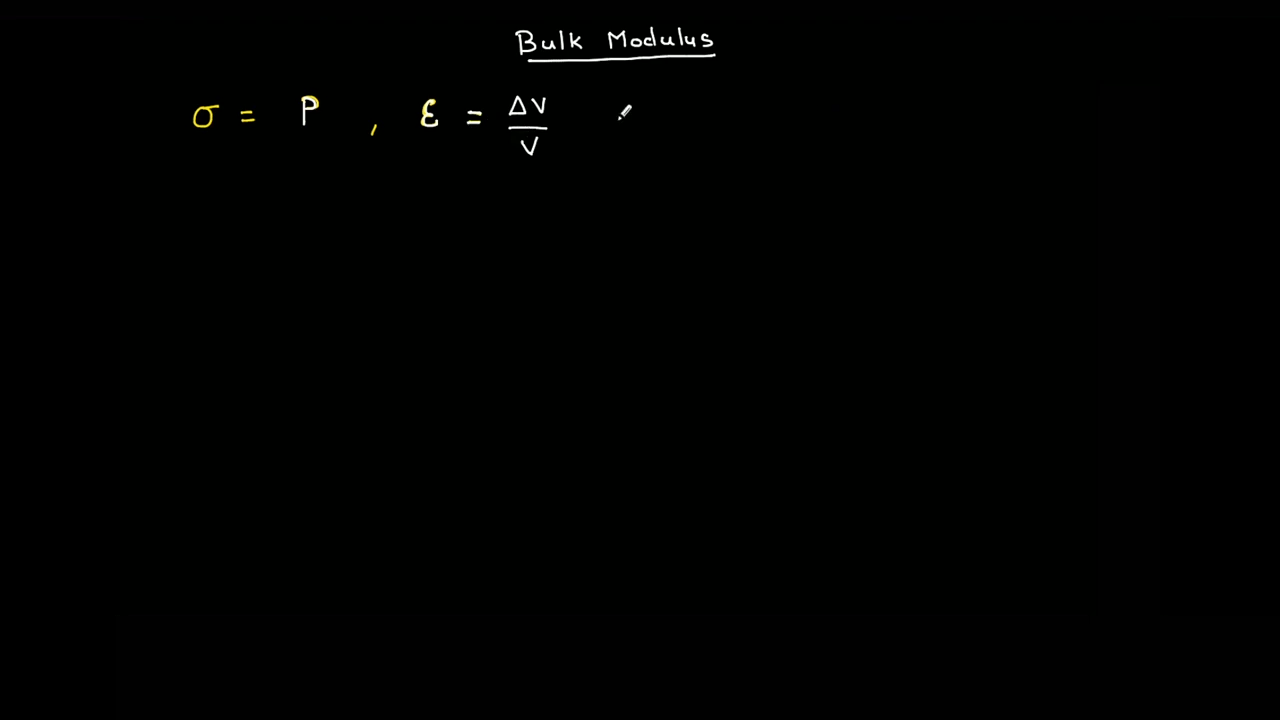 Bulk Modulus
σ = P , ε = ΔV/V